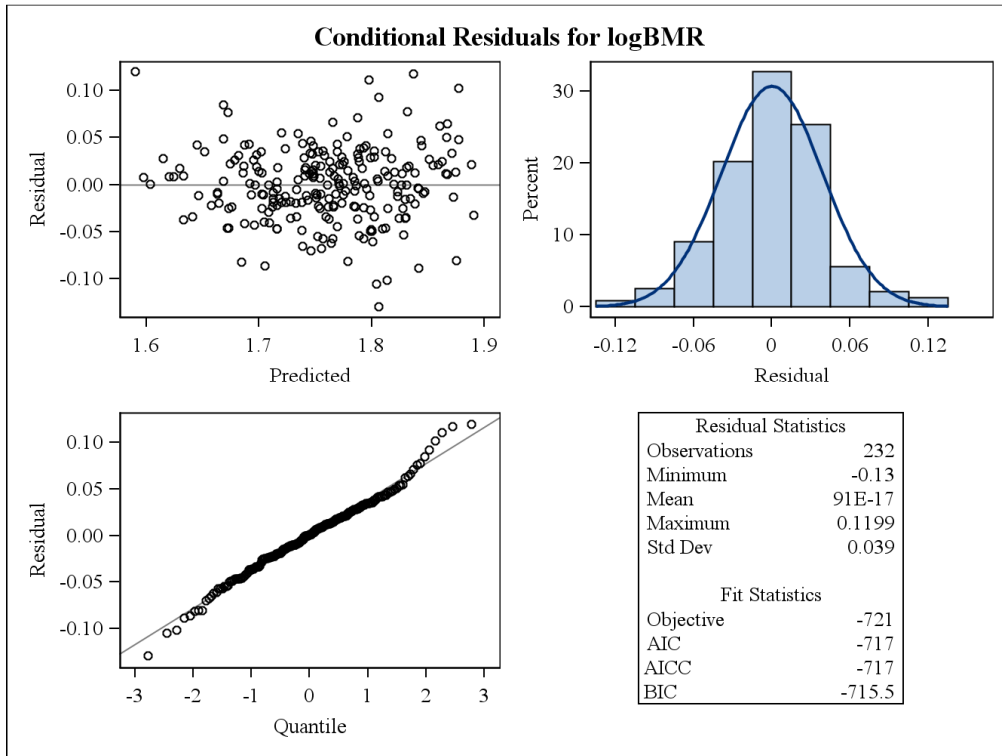 Conditional Residuals for logBMR
0.10
0.05
0.00
-0.05
-0.10
Residual
1.6 1.7 1.8 1.9
Predicted
30
20
10
0
Percent
-0.12 -0.06 0 0.06 0.12
Residual
0.10
0.05
0.00
-0.05
-0.10
Residual
-3 -2 -1 0 1 2 3
Quantile
Residual Statistics
Observations 232
Minimum -0.13
Mean 91E-17
Maximum 0.1199
Std Dev 0.039
Fit Statistics
Objective -721
AIC -717
AICC -717
BIC -715.5